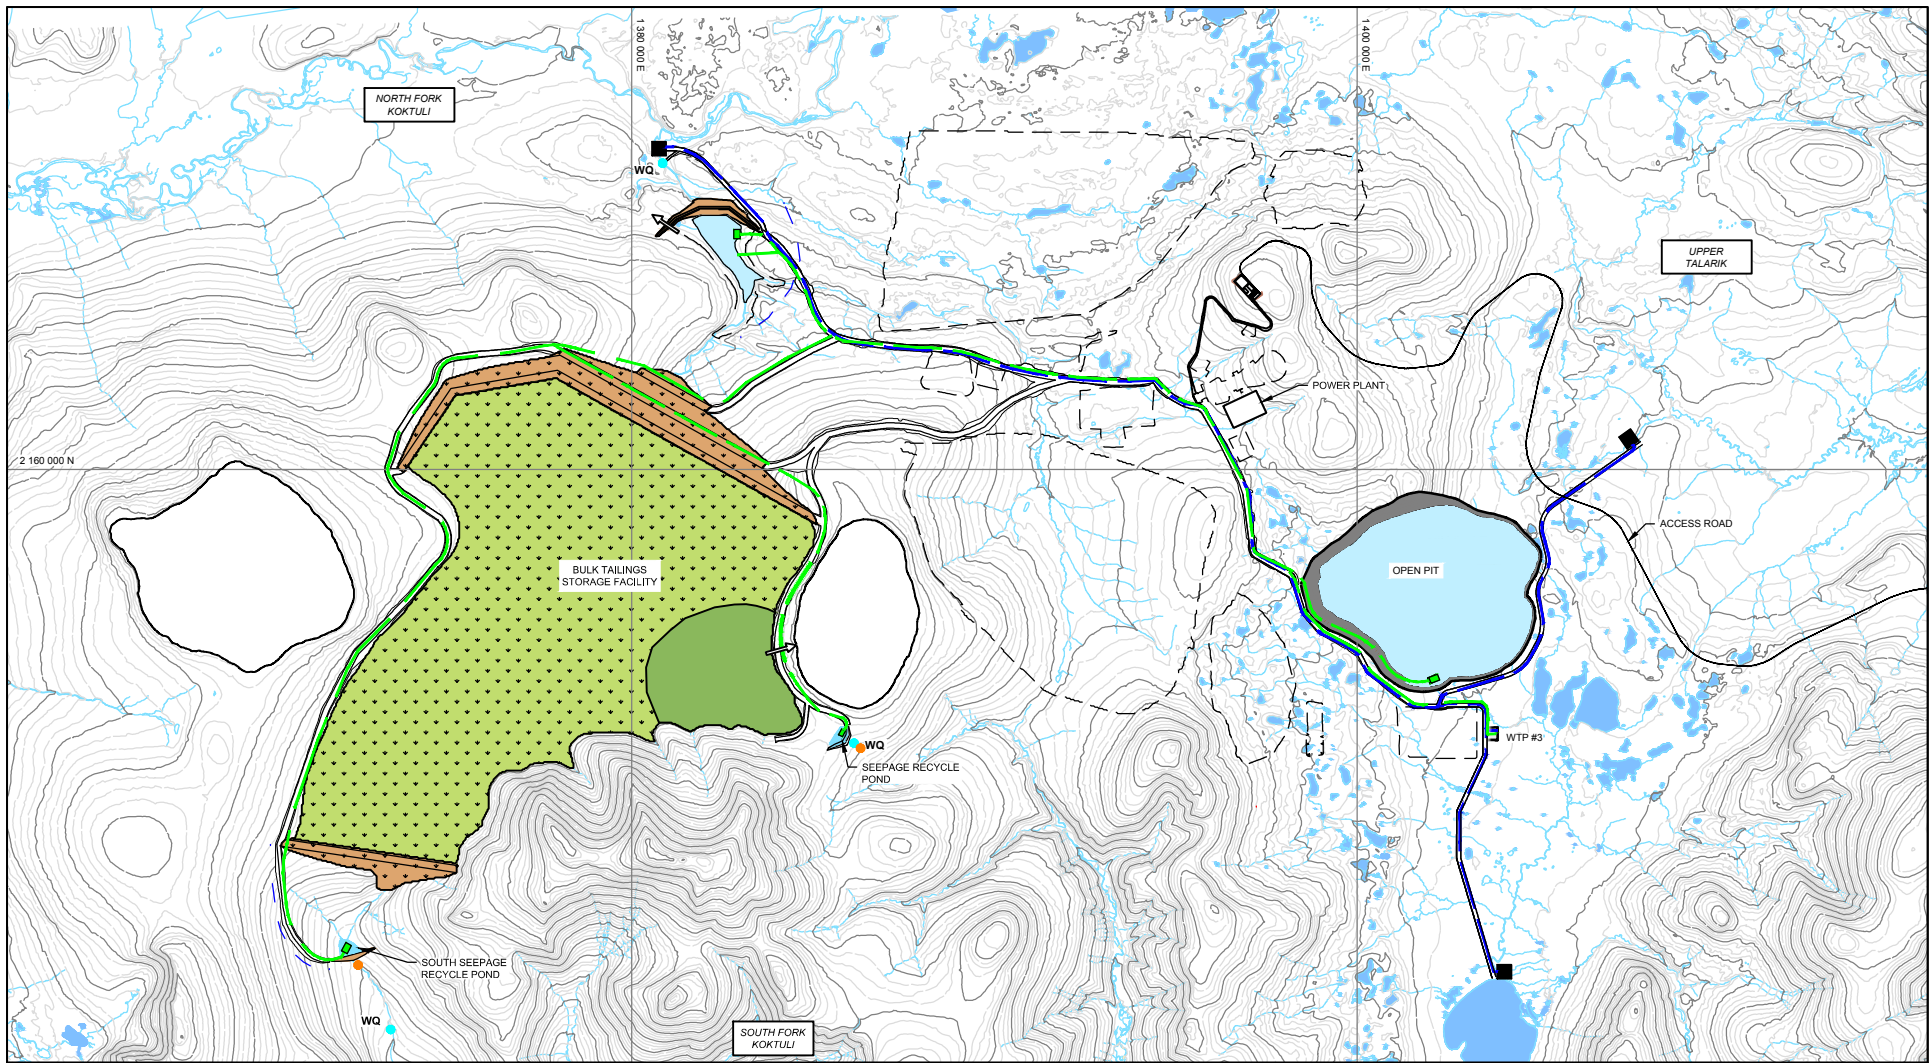 1 380 000 E
1 400 000 E
NORTH FORK
KOKTULI
WQ
UPPER
TALARIK
POWER PLANT
2 160 000 N
ACCESS ROAD
BULK TAILINGS
STORAGE FACILITY
OPEN PIT
WTP #3
WQ
SEEPAGE RECYCLE
POND
SOUTH SEEPAGE
RECYCLE POND
WQ
SOUTH FORK
KOKTULI